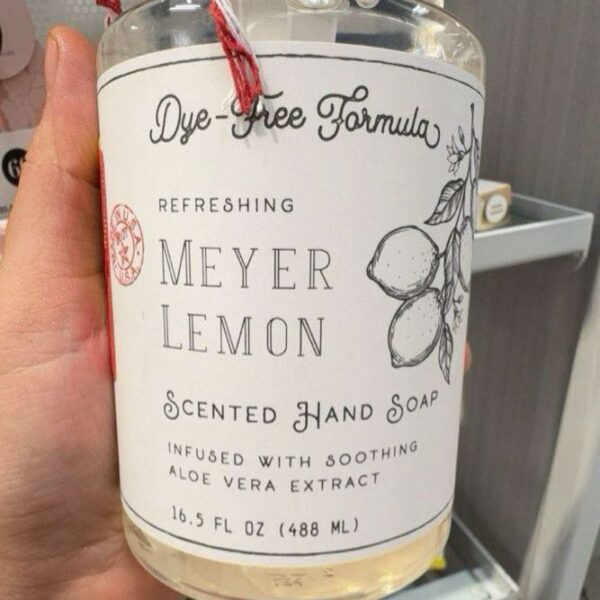 Dye-Free Formula
REFRESHING
MEYER
LEMON
SCENTED HAND SOAP
INFUSED WITH SOOTHING
ALOE VERA EXTRACT
16.5 FL OZ (488 ML)